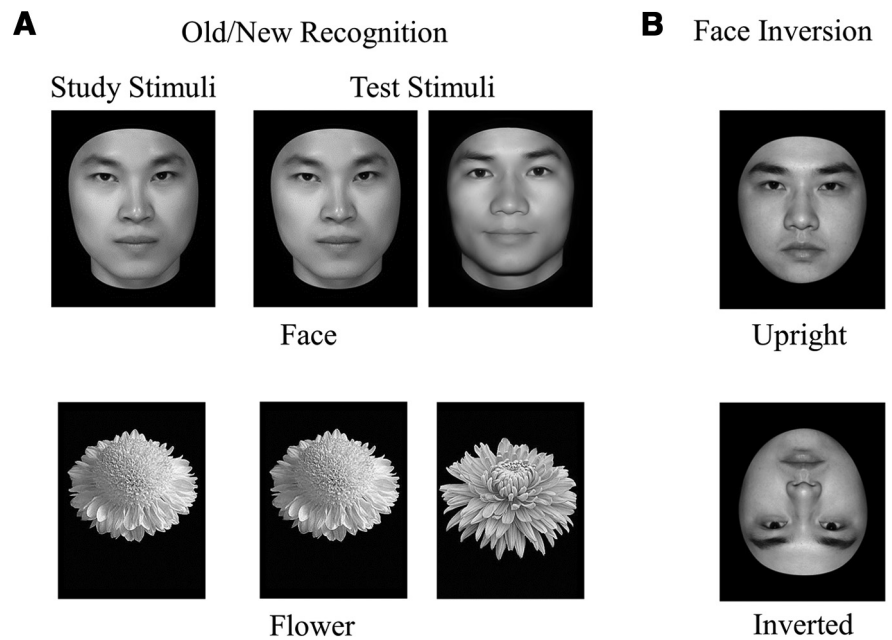 A
Old/New Recognition
Study Stimuli
Test Stimuli
Face
Flower
B
Face Inversion
Upright
Inverted